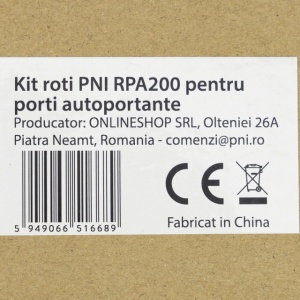 Kit roti PNI RPA200 pentru
porti autoportante
Producator: ONLINESHOP SRL, Olteniei 26A
Piatra Neamt, Romania - comenzi@pni.ro
CE
Fabricat in China
5 949066 516689